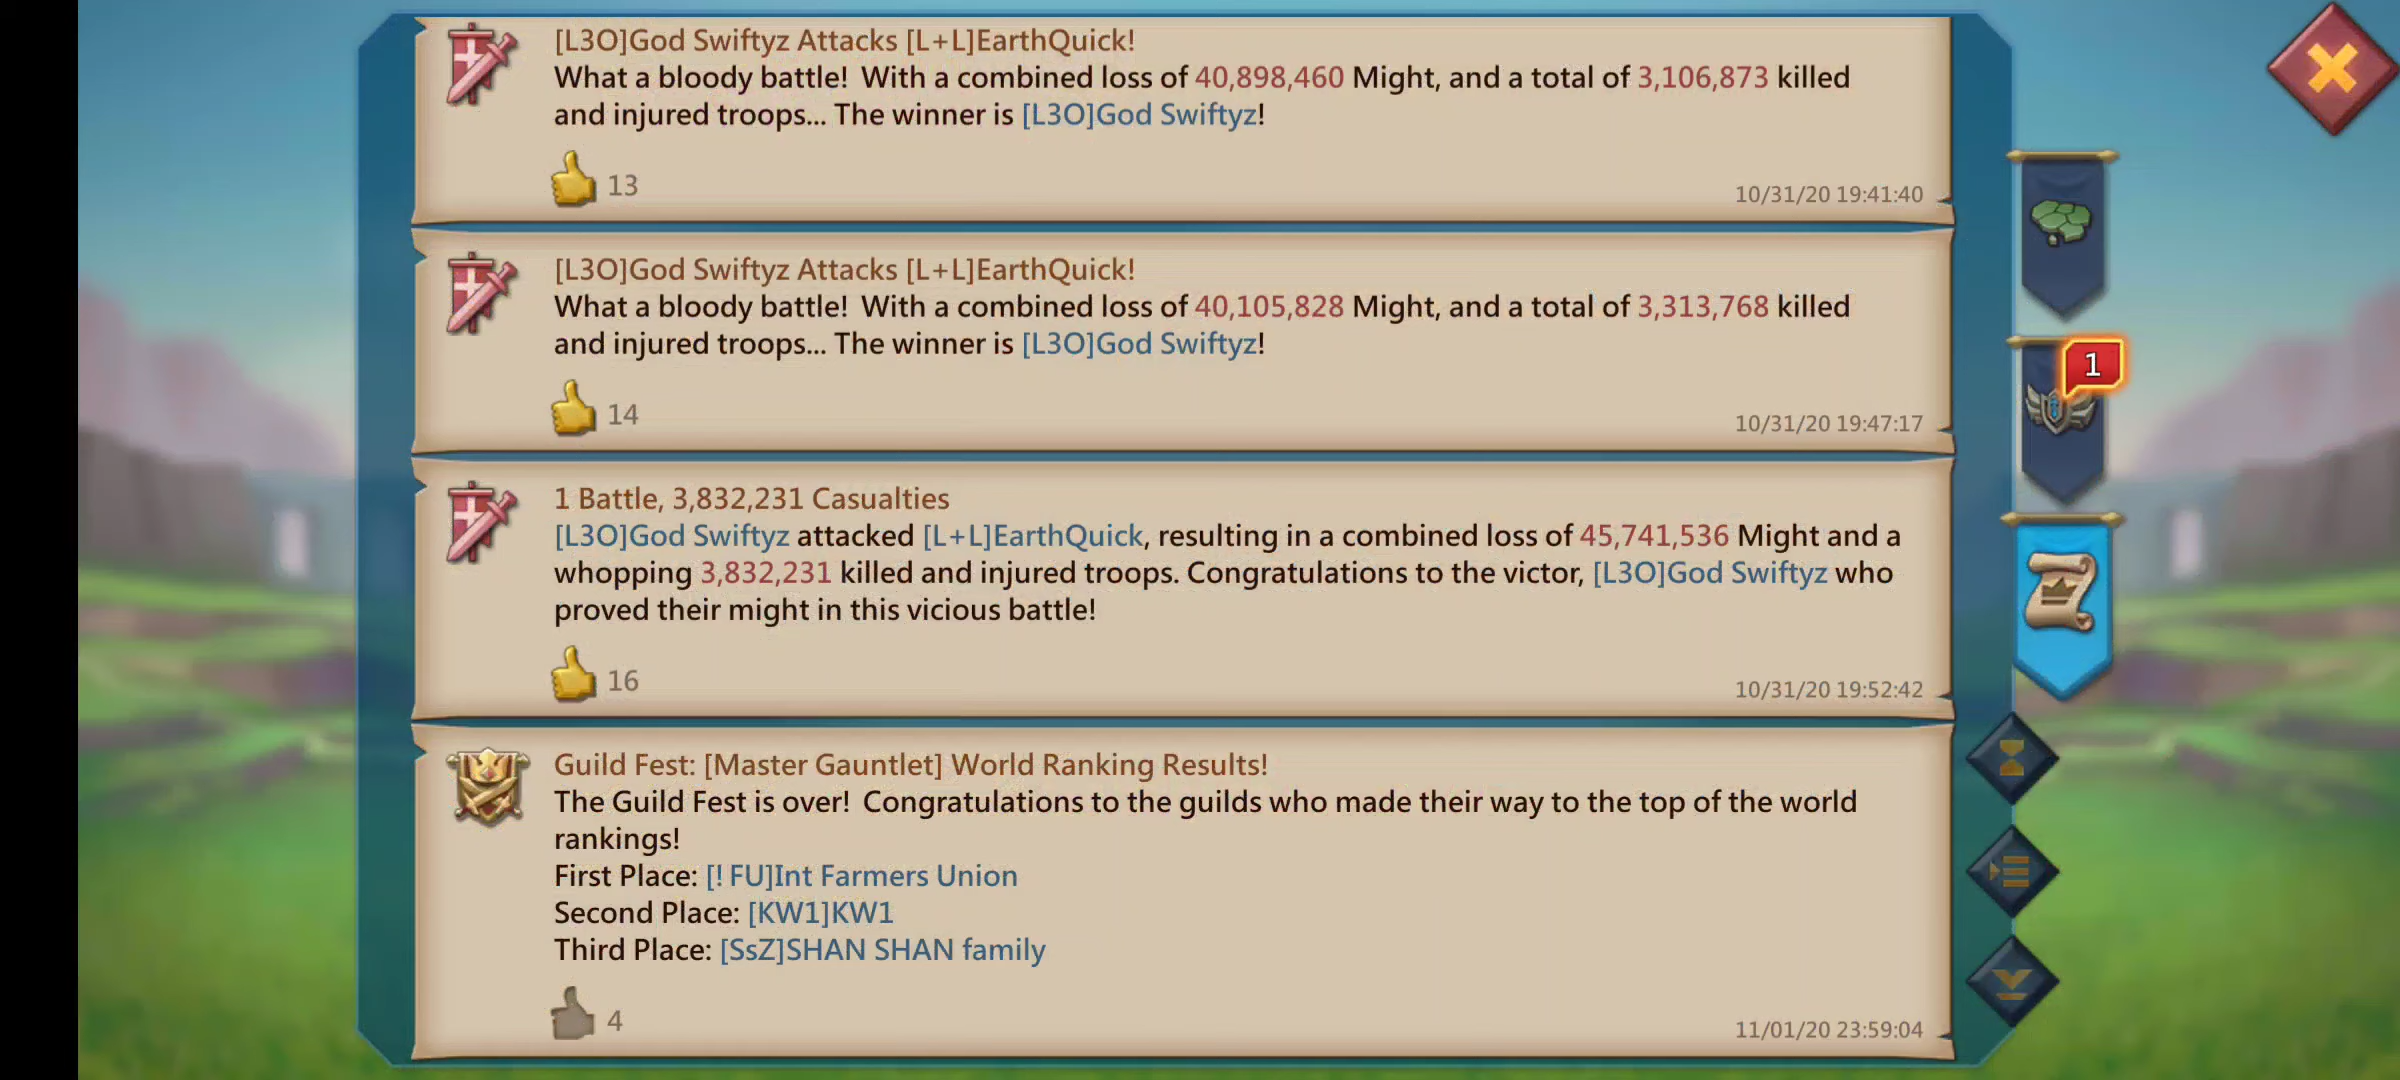 [L3O]God Swiftyz Attacks [L+L]EarthQuick!
What a bloody battle! With a combined loss of 40,898,460 Might, and a total of 3,106,873 killed
and injured troops... The winner is [L3O]God Swiftyz!
13
10/31/20 19:41:40
[L3O]God Swiftyz Attacks [L+L]EarthQuick!
What a bloody battle! With a combined loss of 40,105,828 Might, and a total of 3,313,768 killed
and injured troops... The winner is [L3O]God Swiftyz!
14
10/31/20 19:47:17
1
1 Battle, 3,832,231 Casualties
[L3O]God Swiftyz attacked [L+L]EarthQuick, resulting in a combined loss of 45,741,536 Might and a
whopping 3,832,231 killed and injured troops. Congratulations to the victor, [L3O]God Swiftyz who
proved their might in this vicious battle!
16
10/31/20 19:52:42
Guild Fest: [Master Gauntlet] World Ranking Results!
The Guild Fest is over! Congratulations to the guilds who made their way to the top of the world
rankings!
First Place: [! FU]Int Farmers Union
Second Place: [KW1]KW1
Third Place: [SsZ]SHAN SHAN family
4
11/01/20 23:59:04